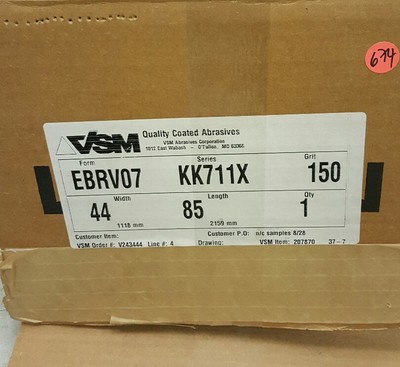 674
VSM Quality Coated Abrasives
VSM Abrasives Corporation
1012 East Wabash - O'Fallon, MO 63366
Form Series Grit
EBRV07 KK711X 150
Width Length Qty
44 85 1
1118 mm 2159 mm
Customer Item: Customer P.O: n/c samples 8/28
VSM Order #: V243444 Line #: 4 Drawing: VSM Item: 207870 37-7